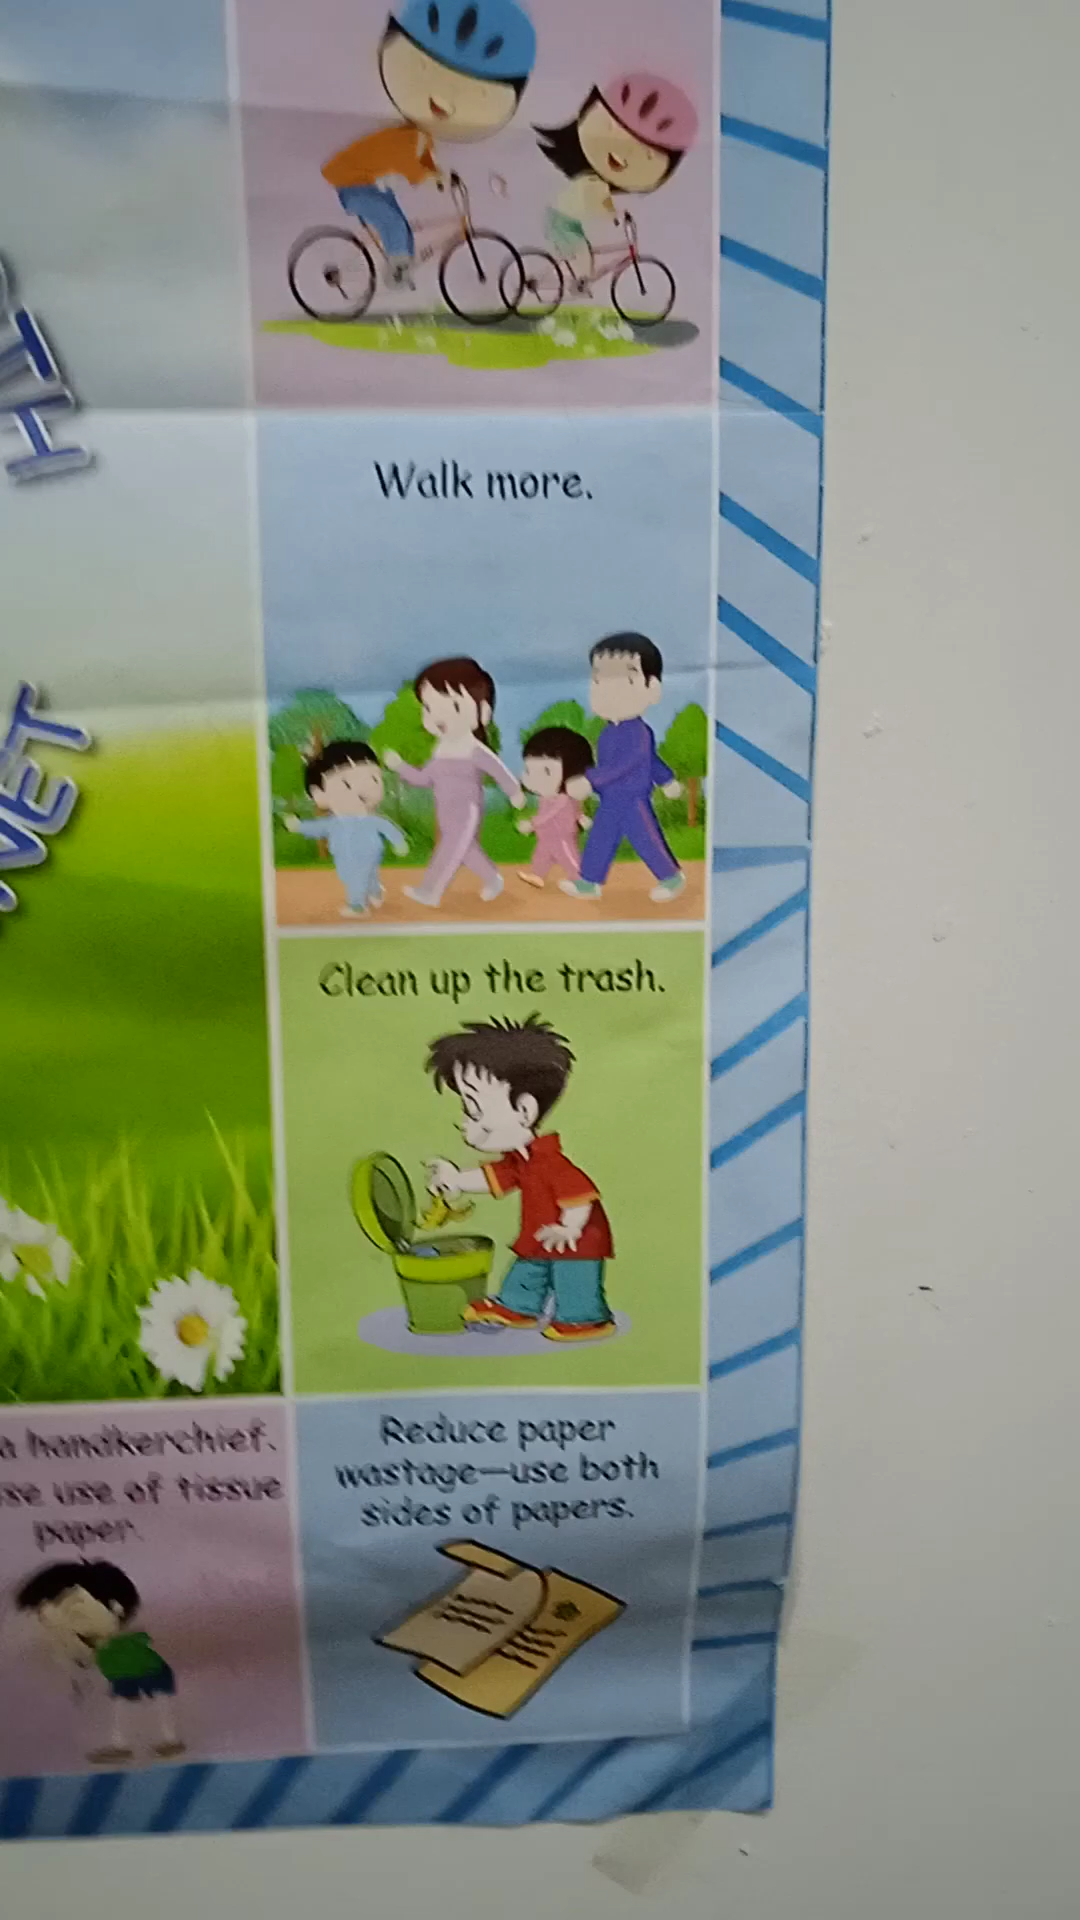 Walk more.
NET
Clean up the trash.
a handkerchief.
use of tissue
paper.
Reduce paper
wastage—use both
sides of papers.